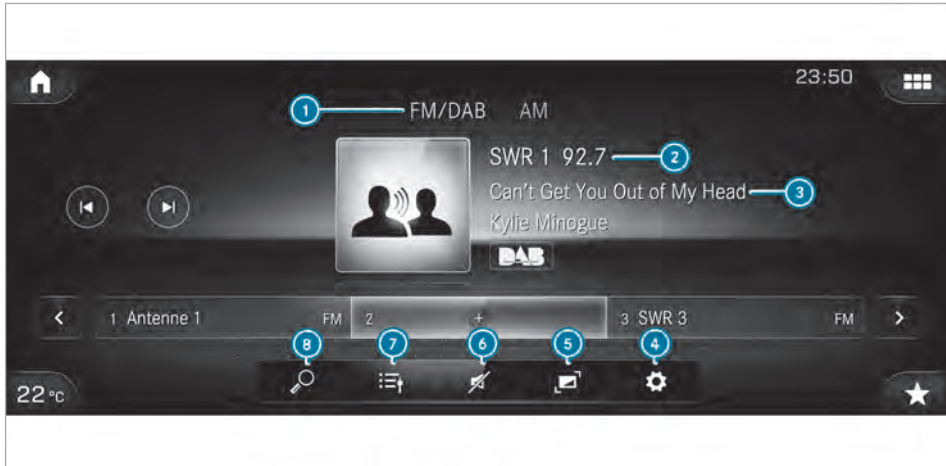 23:50
1 FM/DAB AM
SWR 1 92.7 2
Can't Get You Out of My Head 3
Kylie Minogue
DAB
1 Antenne 1 FM 2 + 3 SWR 3 FM
8 7 6 5 4
22 °C